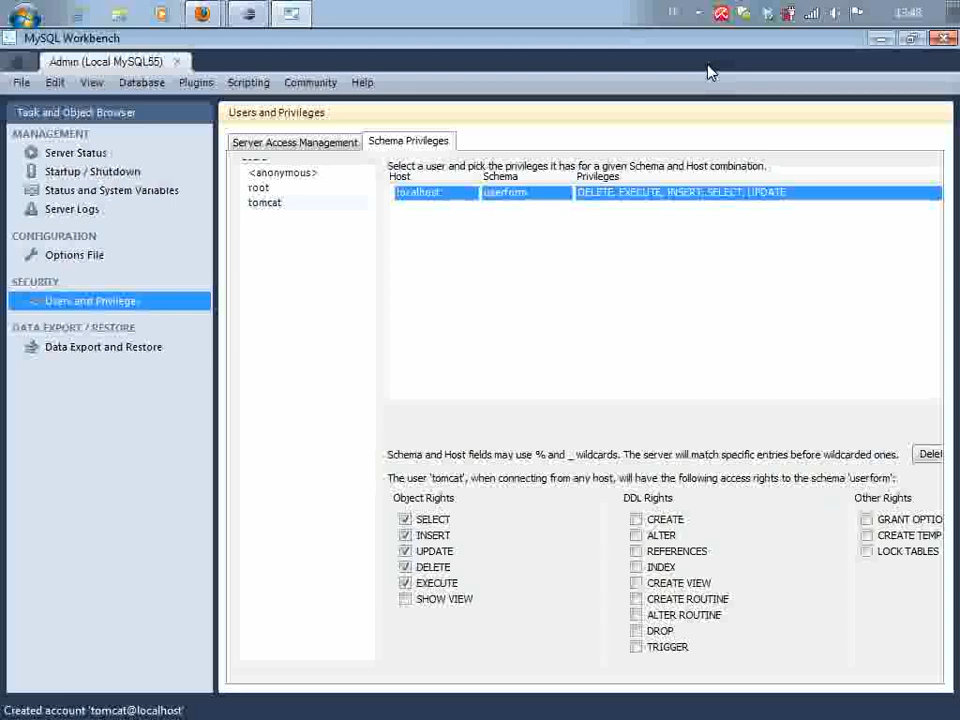 13:48
MySQL Workbench
Admin (Local MySQL55)
File Edit View Database Plugins Scripting Community Help
Task and Object Browser
Users and Privileges
MANAGEMENT
Server Status
Startup / Shutdown
Status and System Variables
Server Logs
CONFIGURATION
Options File
SECURITY
Users and Privilege
DATA EXPORT / RESTORE
Data Export and Restore
Server Access Management Schema Privileges
<anonymous>
root
tomcat
Select a user and pick the privileges it has for a given Schema and Host combination.
Host Schema Privileges
localhost userform DELETE, EXECUTE, INSERT, SELECT, UPDATE
Schema and Host fields may use % and _ wildcards. The server will match specific entries before wildcarded ones. Delet
The user 'tomcat', when connecting from any host, will have the following access rights to the schema 'userform':
Object Rights
SELECT
INSERT
UPDATE
DELETE
EXECUTE
SHOW VIEW
DDL Rights
CREATE
ALTER
REFERENCES
INDEX
CREATE VIEW
CREATE ROUTINE
ALTER ROUTINE
DROP
TRIGGER
Other Rights
GRANT OPTIO
CREATE TEMP
LOCK TABLES
Created account 'tomcat@localhost'